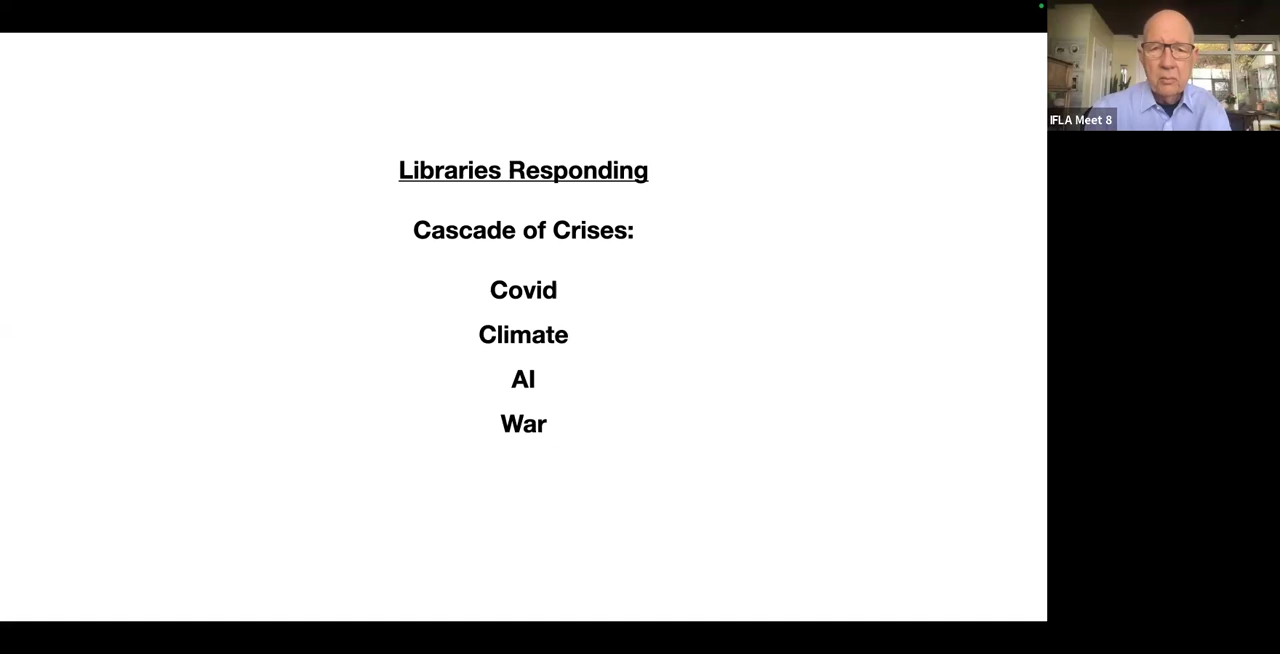 Libraries Responding
Cascade of Crises:
Covid
Climate
AI
War
IFLA Meet 8